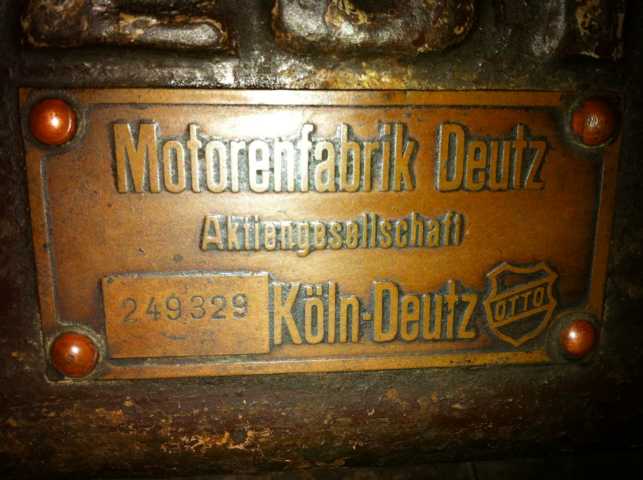 Motorenfabrik Deutz
Aktiengesellschaft
249329 Köln-Deutz OTTO